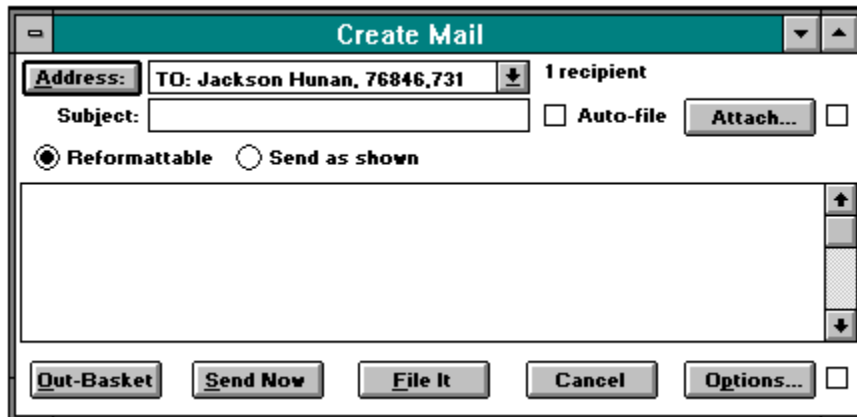 Create Mail
Address: TO: Jackson Hunan, 76846,731 1 recipient
Subject: Auto-file Attach...
Reformattable Send as shown
Out-Basket Send Now File It Cancel Options...